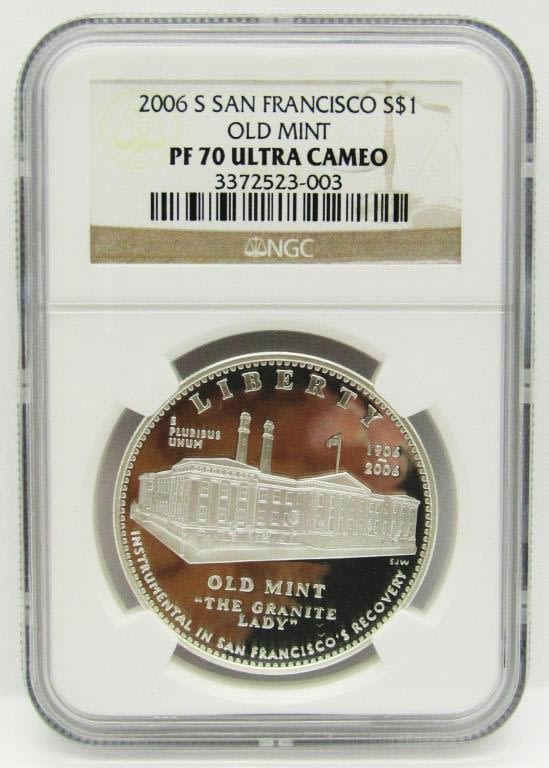 2006 S SAN FRANCISCO S$1
OLD MINT
PF 70 ULTRA CAMEO
3372523-003
NGC
LIBERTY
E
PLURIBUS
UNUM
1906
-
2006
SJW
OLD MINT
"THE GRANITE
LADY"
INSTRUMENTAL IN SAN FRANCISCO'S RECOVERY